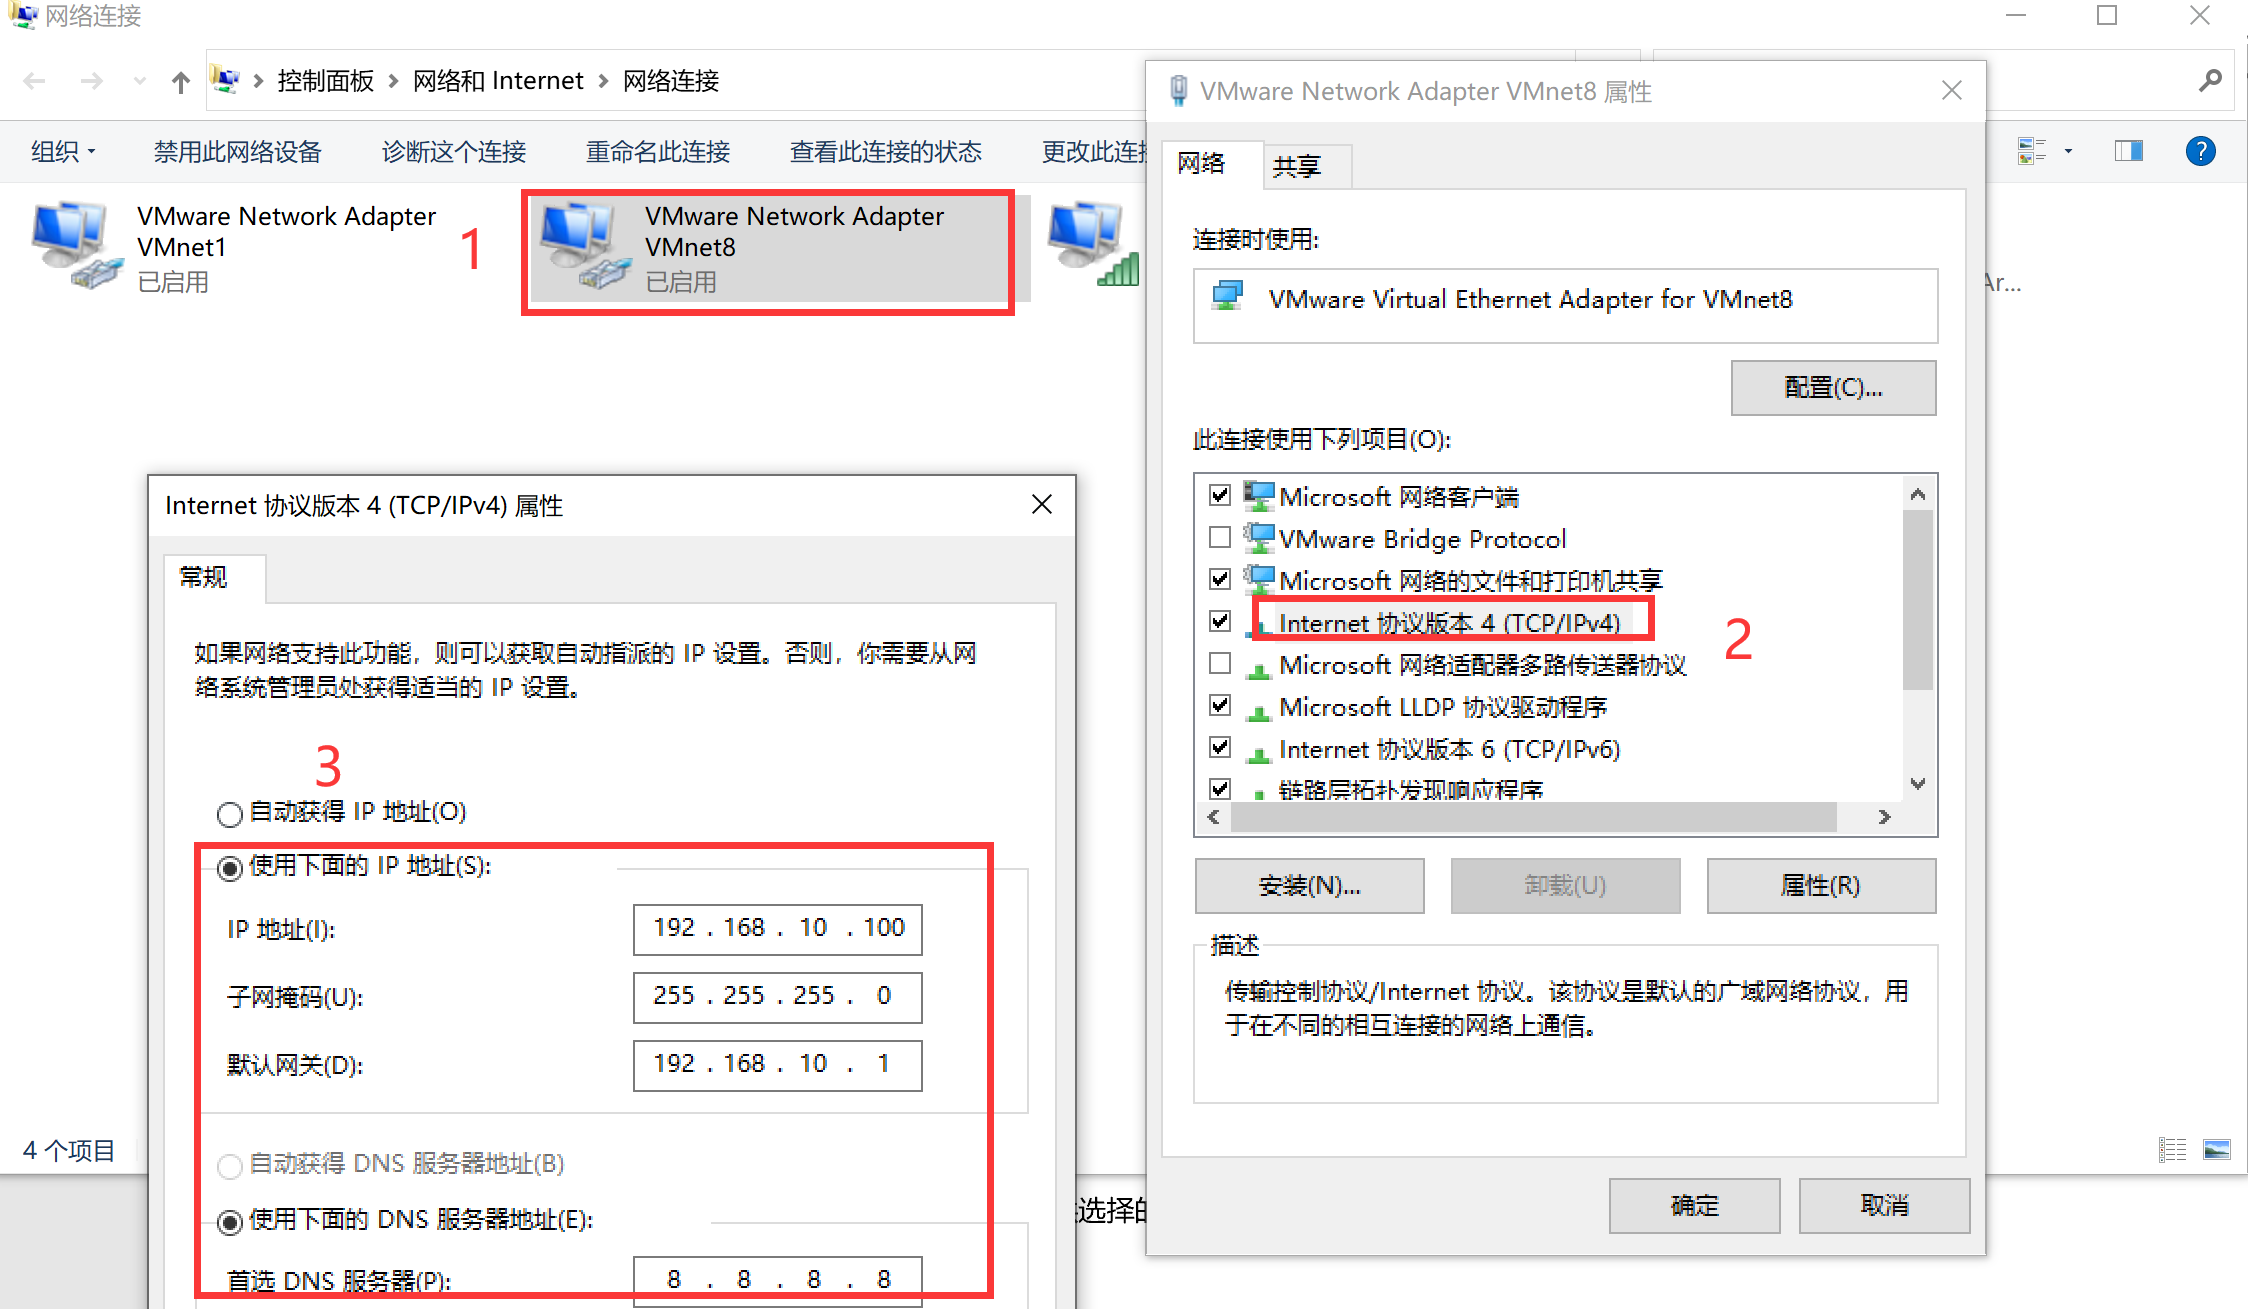 网络连接
控制面板 > 网络和 Internet > 网络连接
组织 禁用此网络设备 诊断这个连接 重命名此连接 查看此连接的状态 更改此连
VMware Network Adapter
VMnet1
已启用
1
VMware Network Adapter
VMnet8
已启用
Ar...
Internet 协议版本 4 (TCP/IPv4) 属性
常规
如果网络支持此功能，则可以获取自动指派的 IP 设置。否则，你需要从网
络系统管理员处获得适当的 IP 设置。
3
自动获得 IP 地址(O)
使用下面的 IP 地址(S):
IP 地址(I): 192 . 168 . 10 . 100
子网掩码(U): 255 . 255 . 255 . 0
默认网关(D): 192 . 168 . 10 . 1
自动获得 DNS 服务器地址(B)
使用下面的 DNS 服务器地址(E):
首选 DNS 服务器(P): 8 . 8 . 8 . 8
4 个项目
选择的
VMware Network Adapter VMnet8 属性
网络 共享
连接时使用:
VMware Virtual Ethernet Adapter for VMnet8
配置(C)...
此连接使用下列项目(O):
Microsoft 网络客户端
VMware Bridge Protocol
Microsoft 网络的文件和打印机共享
Internet 协议版本 4 (TCP/IPv4)
2
Microsoft 网络适配器多路传送器协议
Microsoft LLDP 协议驱动程序
Internet 协议版本 6 (TCP/IPv6)
链路层拓扑发现响应程序
安装(N)... 卸载(U) 属性(R)
描述
传输控制协议/Internet 协议。该协议是默认的广域网络协议，用
于在不同的相互连接的网络上通信。
确定 取消